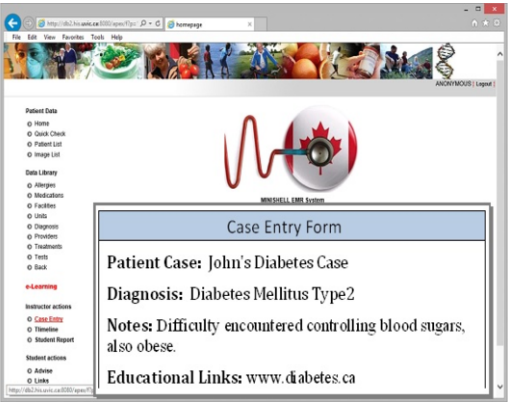 http://db2.his.uvic.ca:8080/apex/f?p=
homepage
File Edit View Favorites Tools Help
ANONYMOUS | Logout |
Patient Data
Home
Quick Check
Patient List
Image List
Data Library
Allergies
Medications
Facilities
Units
Diagnosis
Providers
Treatments
Tests
Back
e-Learning
Instructor actions
Case Entry
Timeline
Student Report
Student actions
Advise
Links
MINISHELL EMR System
Case Entry Form
Patient Case: John's Diabetes Case
Diagnosis: Diabetes Mellitus Type2
Notes: Difficulty encountered controlling blood sugars,
also obese.
Educational Links: www.diabetes.ca